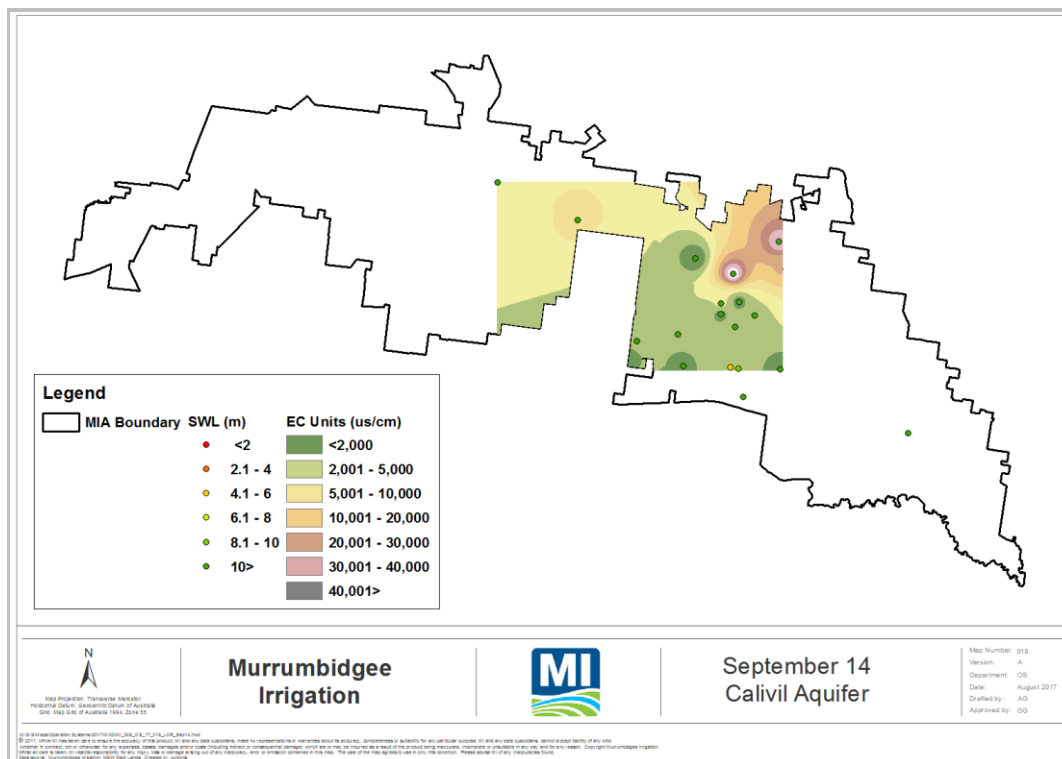 Legend
MIA Boundary
SWL (m)
<2
2.1 - 4
4.1 - 6
6.1 - 8
8.1 - 10
10>
EC Units (us/cm)
<2,000
2,001 - 5,000
5,001 - 10,000
10,001 - 20,000
20,001 - 30,000
30,001 - 40,000
40,001>
N
Map Projection: Transverse Mercator
Horizontal Datum: Geocentric Datum of Australia
Grid: Map Grid of Australia 1994, Zone 55
Murrumbidgee
Irrigation
MI
September 14
Calivil Aquifer
Map Number: 018
Version: A
Department: OS
Date: August 2017
Drafted by: AG
Approved by: GG